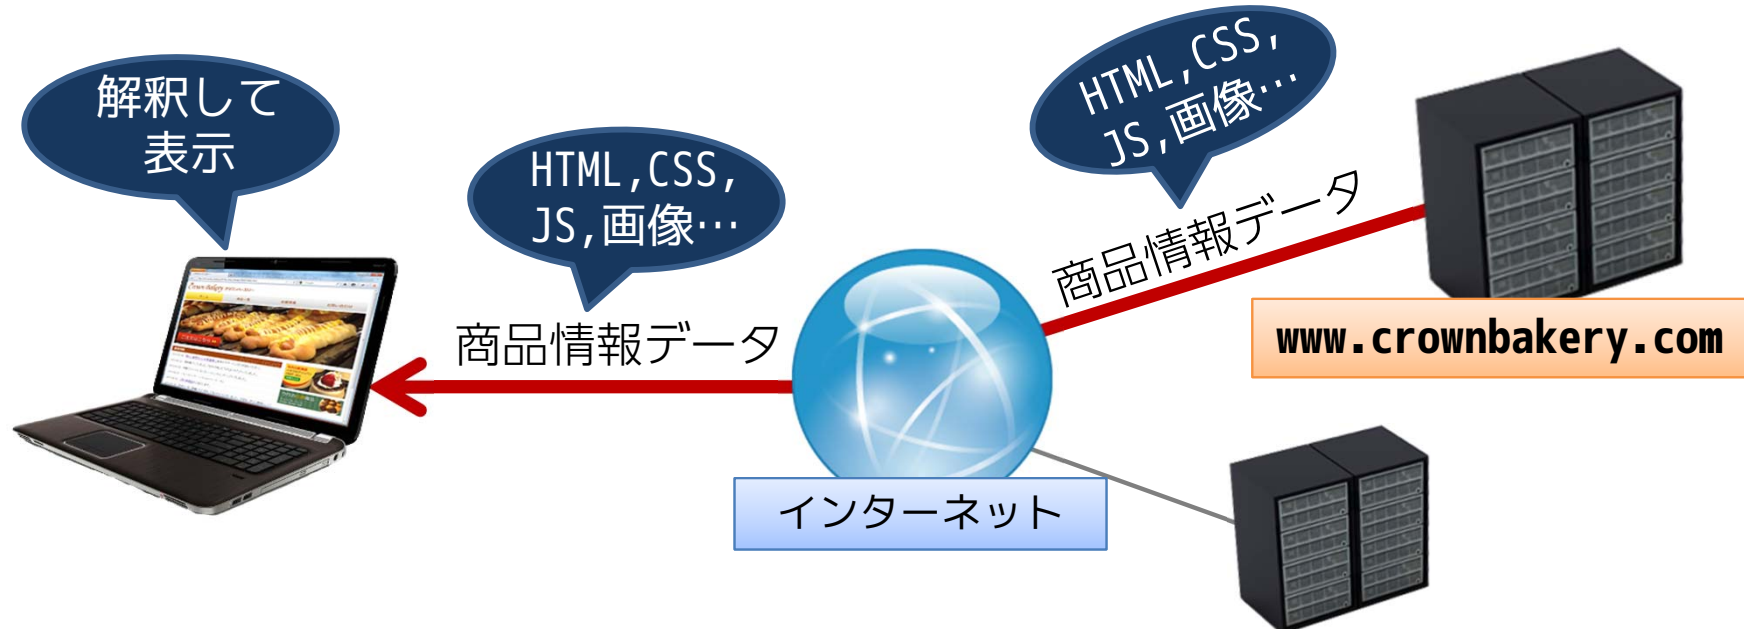 解釈して
表示
HTML,CSS,
JS,画像…
商品情報データ
HTML,CSS,
JS,画像…
商品情報データ
www.crownbakery.com
インターネット
Crown Bakery